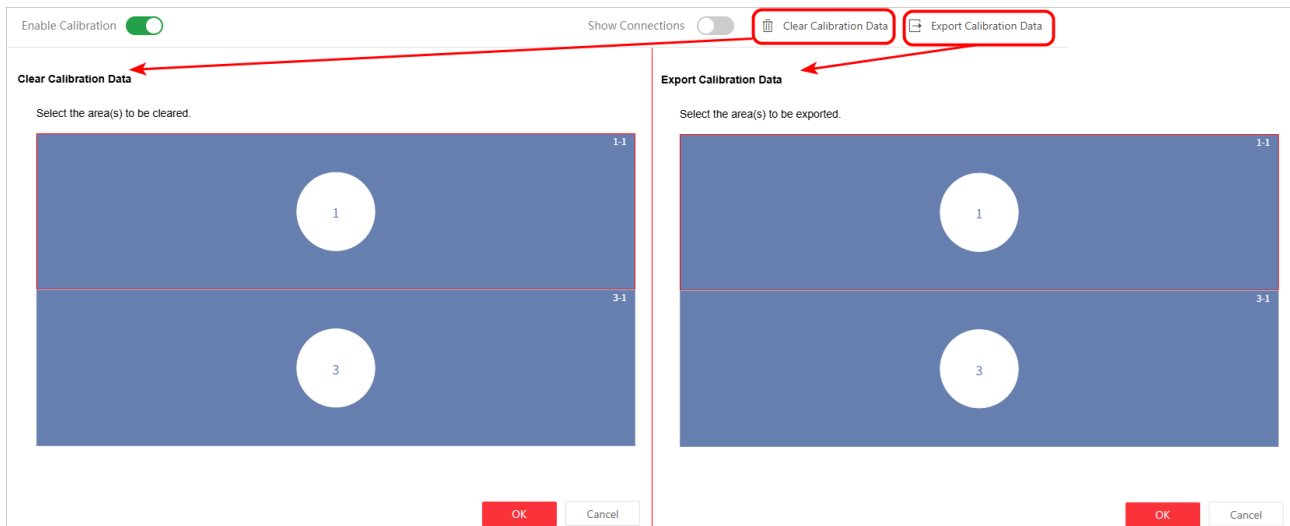 Enable Calibration
Show Connections
Clear Calibration Data
Export Calibration Data
Clear Calibration Data
Select the area(s) to be cleared.
1-1
1
3-1
3
OK
Cancel
Export Calibration Data
Select the area(s) to be exported.
1-1
1
3-1
3
OK
Cancel